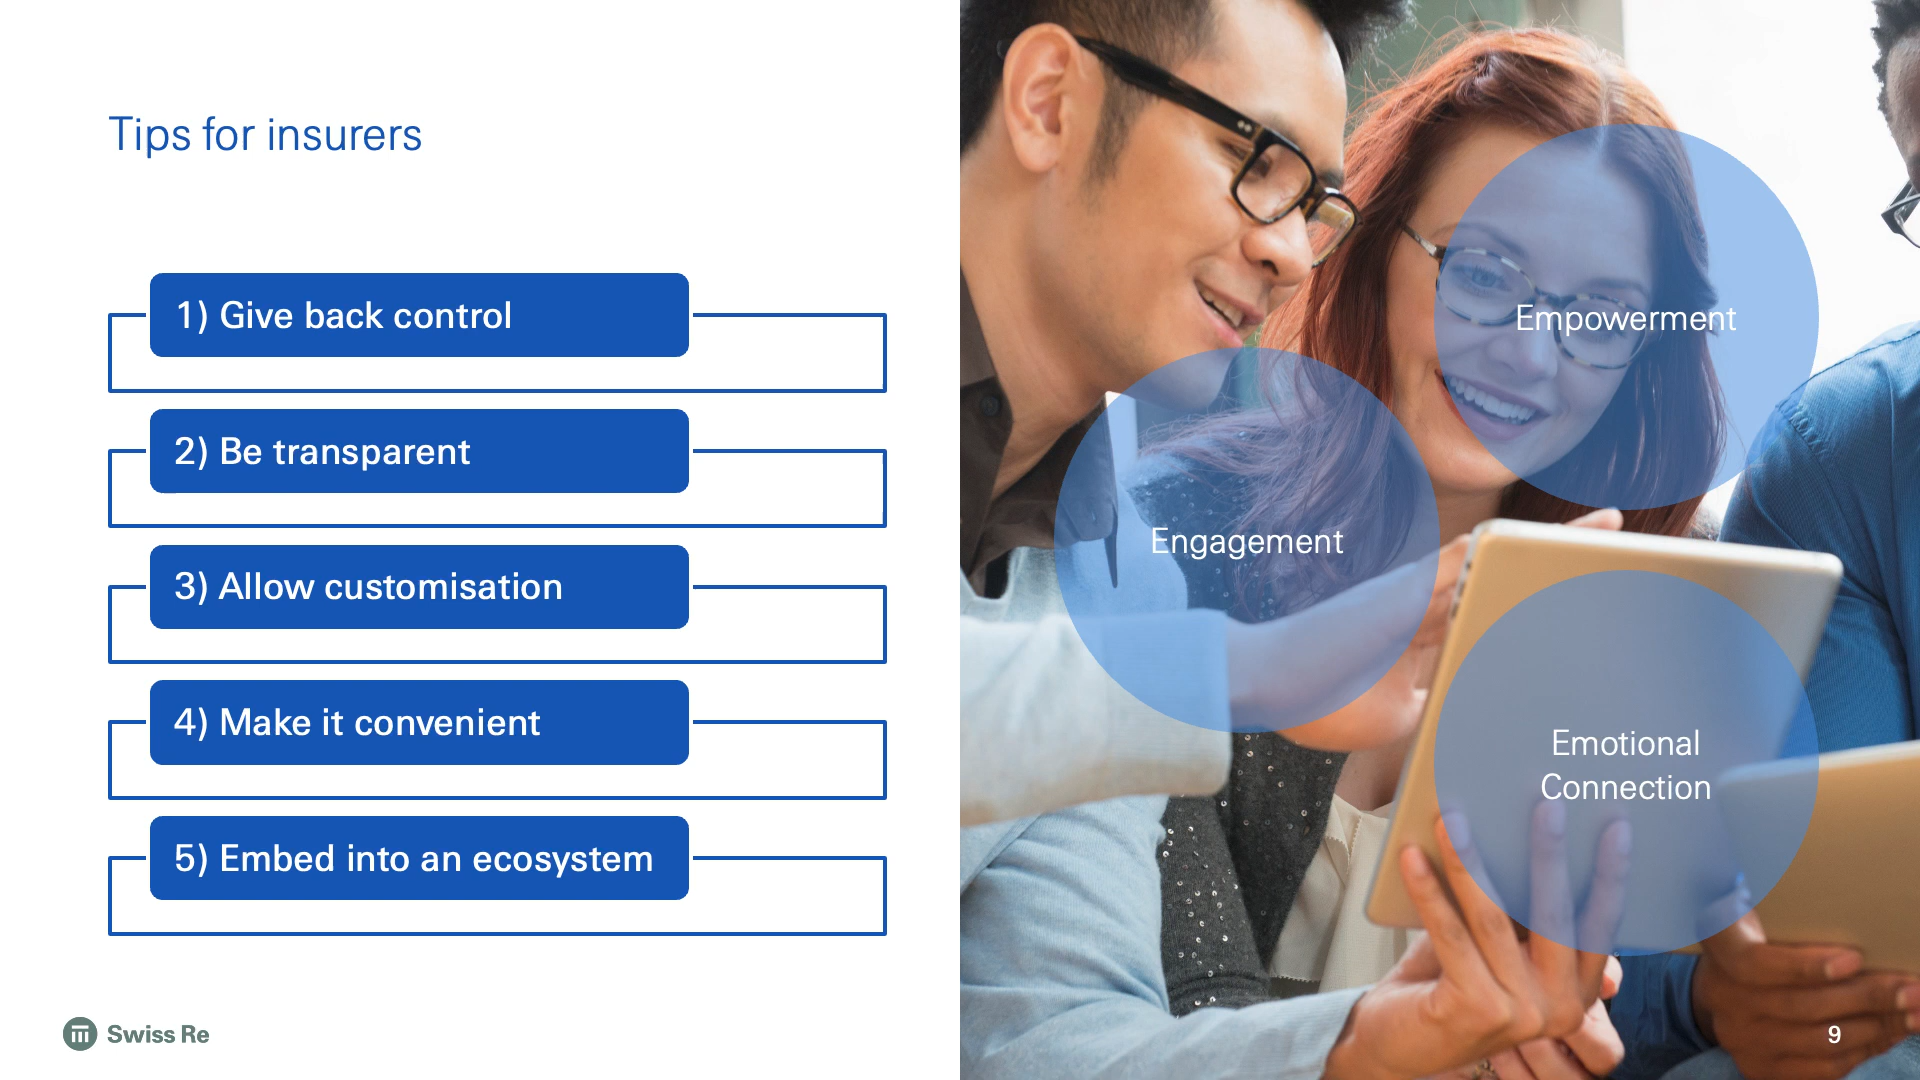 Tips for insurers
1) Give back control
2) Be transparent
3) Allow customisation
4) Make it convenient
5) Embed into an ecosystem
Empowerment
Engagement
Emotional
Connection
Swiss Re
9